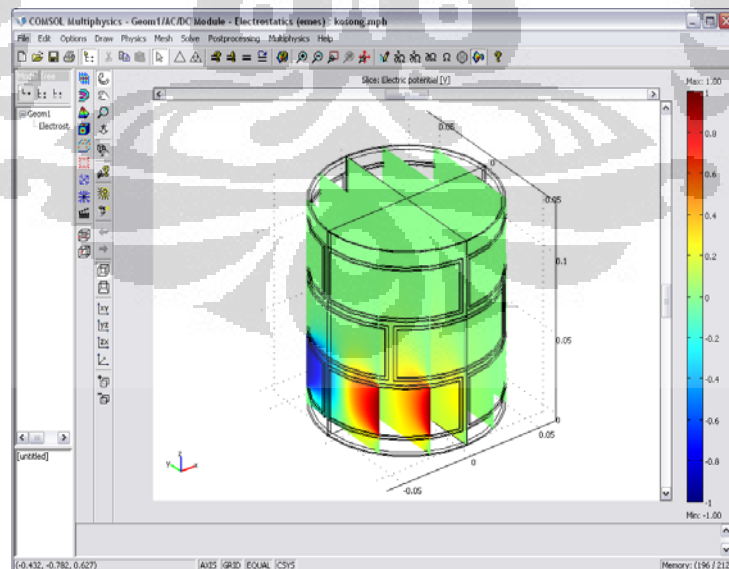 COMSOL Multiphysics - Geom1/AC/DC Module - Electrostatics (emes) : kosong.mph
File Edit Options Draw Physics Mesh Solve Postprocessing Multiphysics Help
Slice: Electric potential [V]
Max: 1.00
Geom1
Electrost
1
0.8
0.6
0.4
0.2
0
-0.2
-0.4
-0.6
-0.8
-1
Min: -1.00
0.05
0
-0.05
0.1
0.05
0
0.05
0
-0.05
z
y
x
XY
YZ
ZX
[untitled]
(-0.432, -0.782, 0.627)
AXIS GRID EQUAL CSYS
Memory: (196 / 212